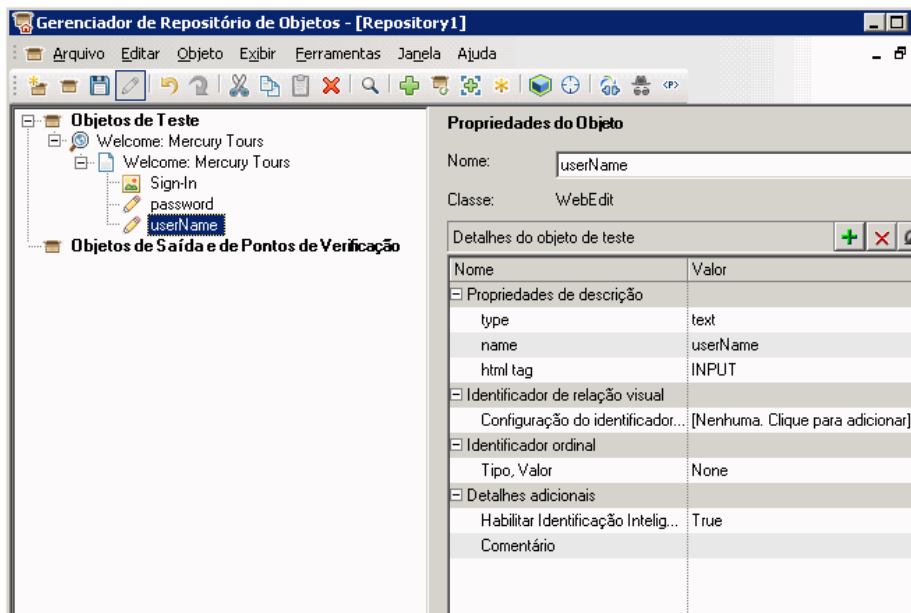 Gerenciador de Repositório de Objetos - [Repository1]
Arquivo Editar Objeto Exibir Ferramentas Janela Ajuda
<P>
Objetos de Teste
Welcome: Mercury Tours
Welcome: Mercury Tours
Sign-In
password
userName
Objetos de Saída e de Pontos de Verificação
Propriedades do Objeto
Nome: userName
Classe: WebEdit
Detalhes do objeto de teste
Nome Valor
Propriedades de descrição
type text
name userName
html tag INPUT
Identificador de relação visual
Configuração do identificador... [Nenhuma. Clique para adicionar]
Identificador ordinal
Tipo, Valor None
Detalhes adicionais
Habilitar Identificação Intelig... True
Comentário